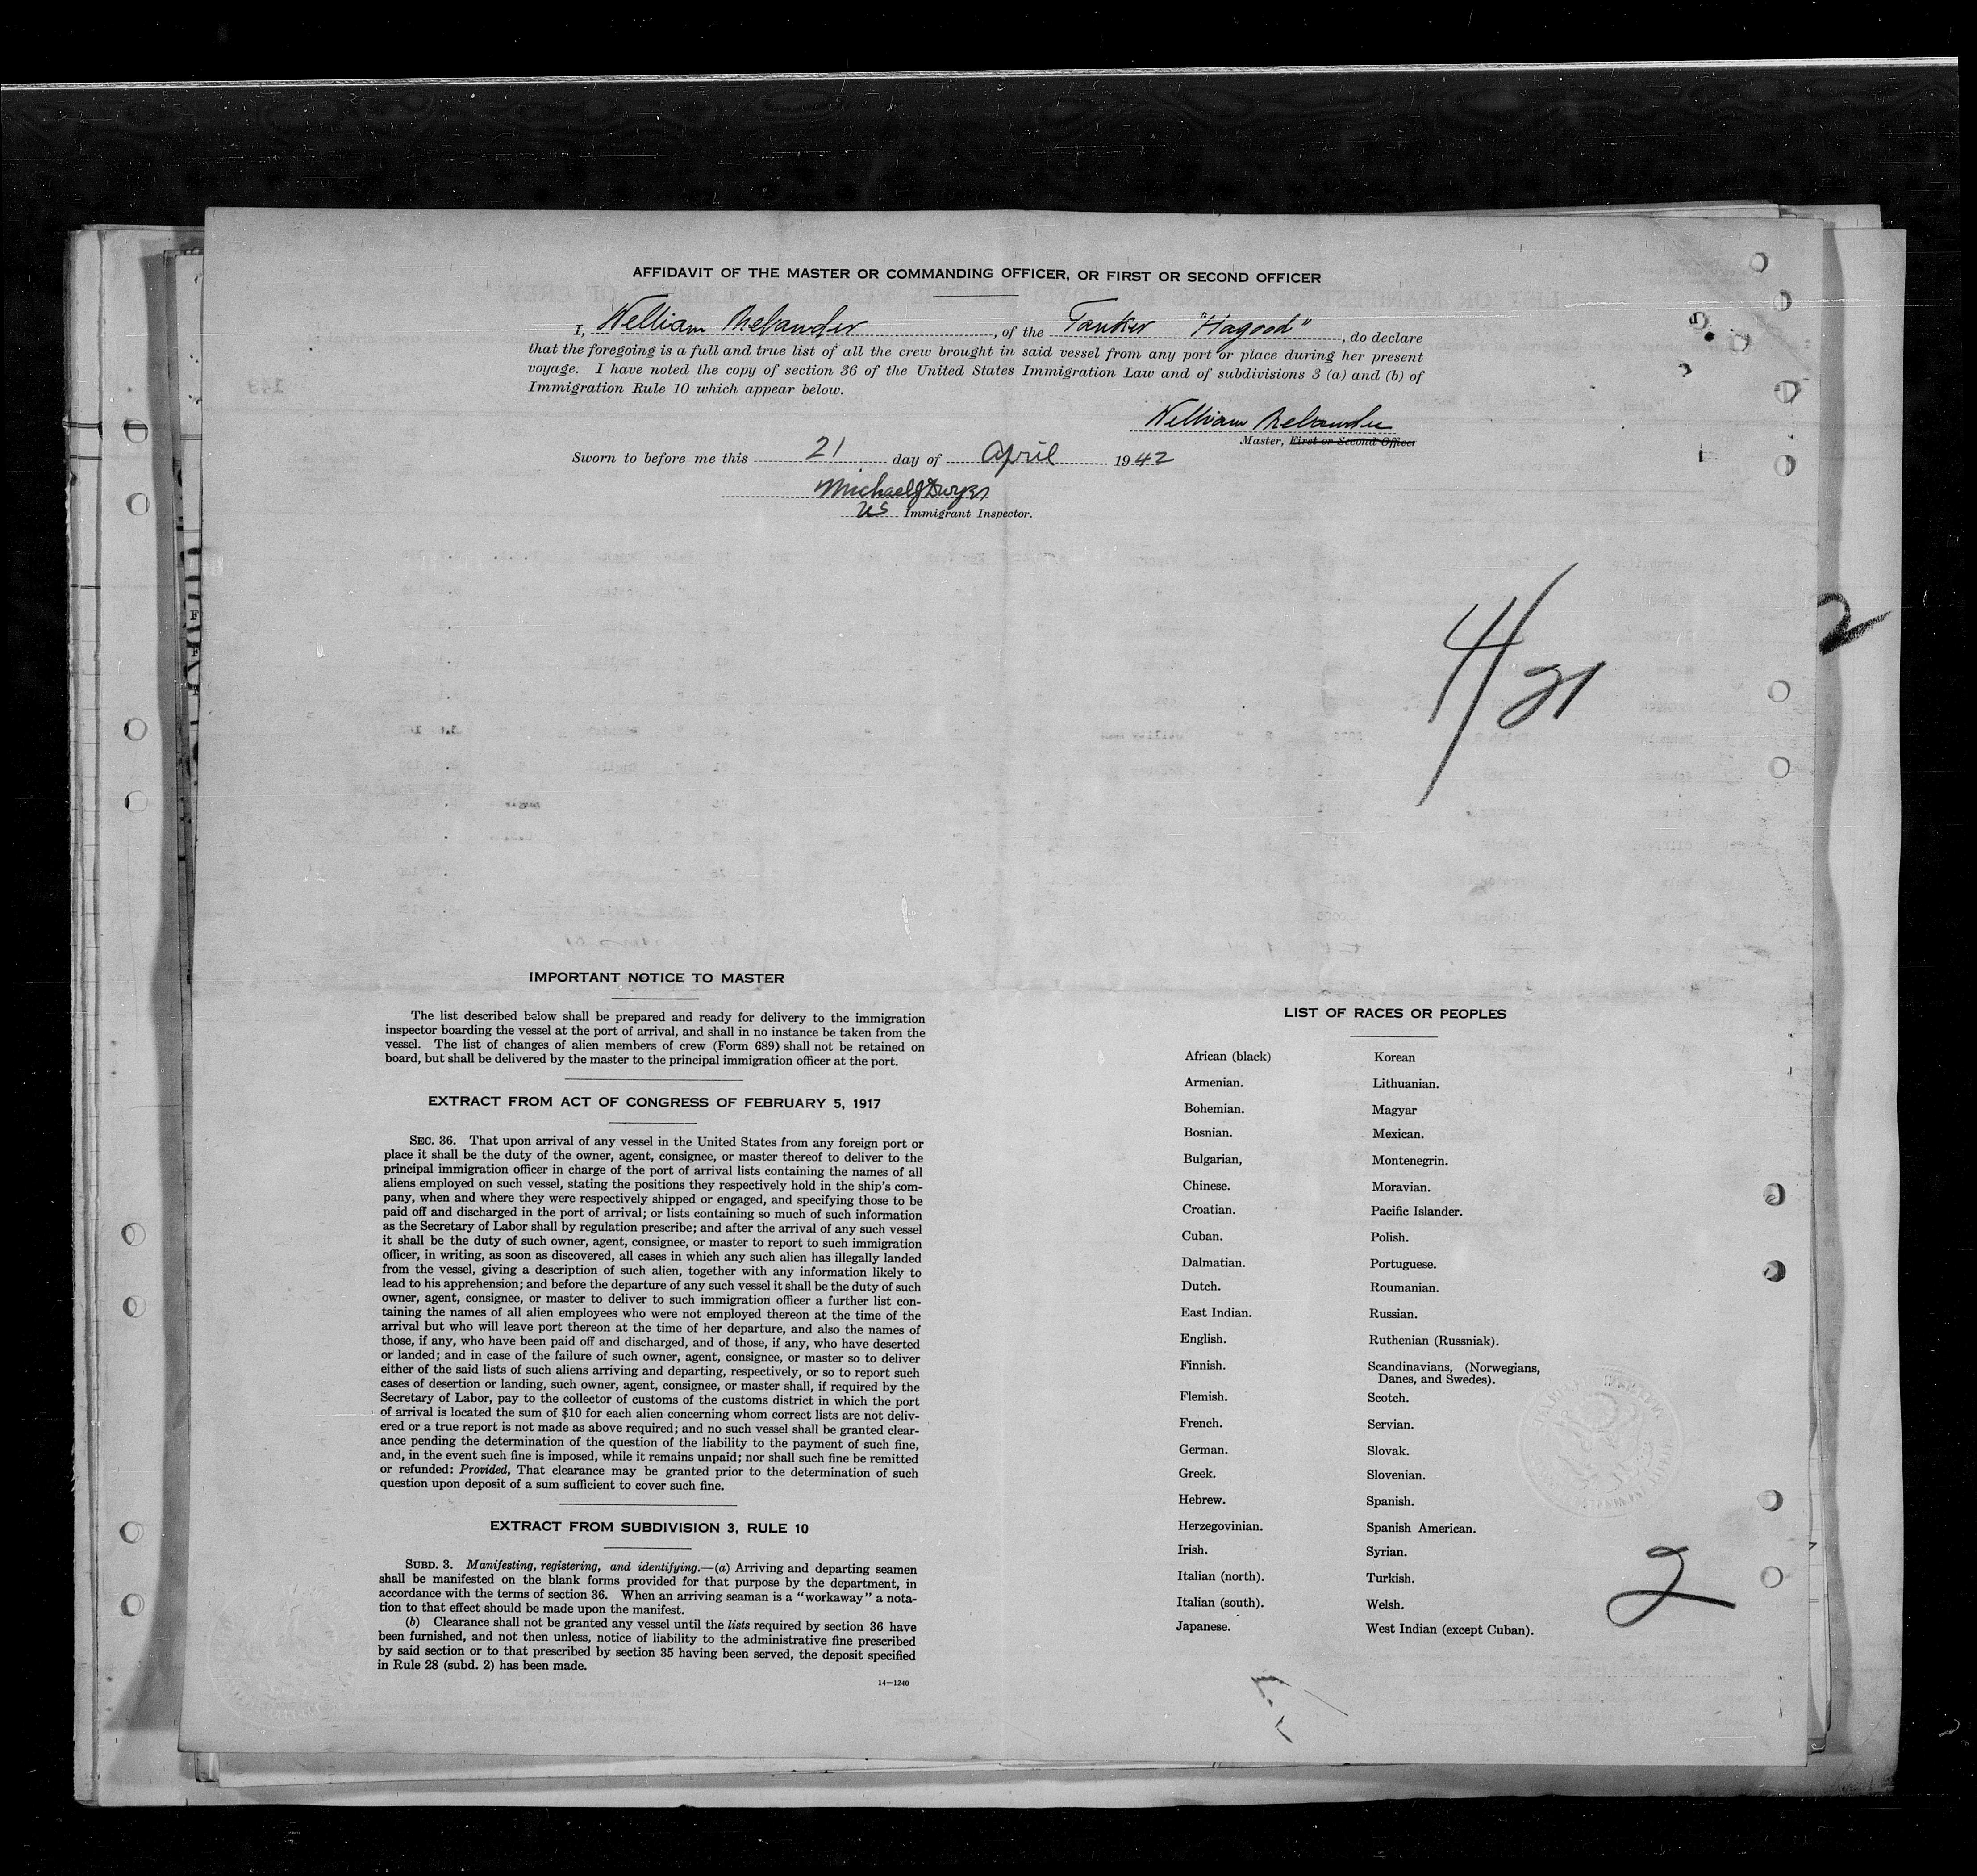 AFFIDAVIT OF THE MASTER OR COMMANDING OFFICER, OR FIRST OR SECOND OFFICER
I, William Melander, of the Tanker "Hagood", do declare
that the foregoing is a full and true list of all the crew brought in said vessel from any port or place during her present
voyage. I have noted the copy of section 36 of the United States Immigration Law and of subdivisions 3 (a) and (b) of
Immigration Rule 10 which appear below.
William Melander
Master, First or Second Officer
Sworn to before me this 21 day of April 1942
Michael J Dwyer
US Immigrant Inspector.
4/21
2
IMPORTANT NOTICE TO MASTER
The list described below shall be prepared and ready for delivery to the immigration
inspector boarding the vessel at the port of arrival, and shall in no instance be taken from the
vessel. The list of changes of alien members of crew (Form 689) shall not be retained on
board, but shall be delivered by the master to the principal immigration officer at the port.
EXTRACT FROM ACT OF CONGRESS OF FEBRUARY 5, 1917
SEC. 36. That upon arrival of any vessel in the United States from any foreign port or
place it shall be the duty of the owner, agent, consignee, or master thereof to deliver to the
principal immigration officer in charge of the port of arrival lists containing the names of all
aliens employed on such vessel, stating the positions they respectively hold in the ship's com-
pany, when and where they were respectively shipped or engaged, and specifying those to be
paid off and discharged in the port of arrival; or lists containing so much of such information
as the Secretary of Labor shall by regulation prescribe; and after the arrival of any such vessel
it shall be the duty of such owner, agent, consignee, or master to report to such immigration
officer, in writing, as soon as discovered, all cases in which any such alien has illegally landed
from the vessel, giving a description of such alien, together with any information likely to
lead to his apprehension; and before the departure of any such vessel it shall be the duty of such
owner, agent, consignee, or master to deliver to such immigration officer a further list con-
taining the names of all alien employees who were not employed thereon at the time of the
arrival but who will leave port thereon at the time of her departure, and also the names of
those, if any, who have been paid off and discharged, and of those, if any, who have deserted
or landed; and in case of the failure of such owner, agent, consignee, or master so to deliver
either of the said lists of such aliens arriving and departing, respectively, or so to report such
cases of desertion or landing, such owner, agent, consignee, or master shall, if required by the
Secretary of Labor, pay to the collector of customs of the customs district in which the port
of arrival is located the sum of $10 for each alien concerning whom correct lists are not deliv-
ered or a true report is not made as above required; and no such vessel shall be granted clear-
ance pending the determination of the question of the liability to the payment of such fine,
and, in the event such fine is imposed, while it remains unpaid; nor shall such fine be remitted
or refunded: Provided, That clearance may be granted prior to the determination of such
question upon deposit of a sum sufficient to cover such fine.
EXTRACT FROM SUBDIVISION 3, RULE 10
SUBD. 3. Manifesting, registering, and identifying.—(a) Arriving and departing seamen
shall be manifested on the blank forms provided for that purpose by the department, in
accordance with the terms of section 36. When an arriving seaman is a "workaway" a nota-
tion to that effect should be made upon the manifest.
(b) Clearance shall not be granted any vessel until the lists required by section 36 have
been furnished, and not then unless, notice of liability to the administrative fine prescribed
by said section or to that prescribed by section 35 having been served, the deposit specified
in Rule 28 (subd. 2) has been made.
14—1240
LIST OF RACES OR PEOPLES
African (black)
Armenian.
Bohemian.
Bosnian.
Bulgarian,
Chinese.
Croatian.
Cuban.
Dalmatian.
Dutch.
East Indian.
English.
Finnish.
Flemish.
French.
German.
Greek.
Hebrew.
Herzegovinian.
Irish.
Italian (north).
Italian (south).
Japanese.
Korean
Lithuanian.
Magyar
Mexican.
Montenegrin.
Moravian.
Pacific Islander.
Polish.
Portuguese.
Roumanian.
Russian.
Ruthenian (Russniak).
Scandinavians, (Norwegians,
Danes, and Swedes).
Scotch.
Servian.
Slovak.
Slovenian.
Spanish.
Spanish American.
Syrian.
Turkish.
Welsh.
West Indian (except Cuban).
2